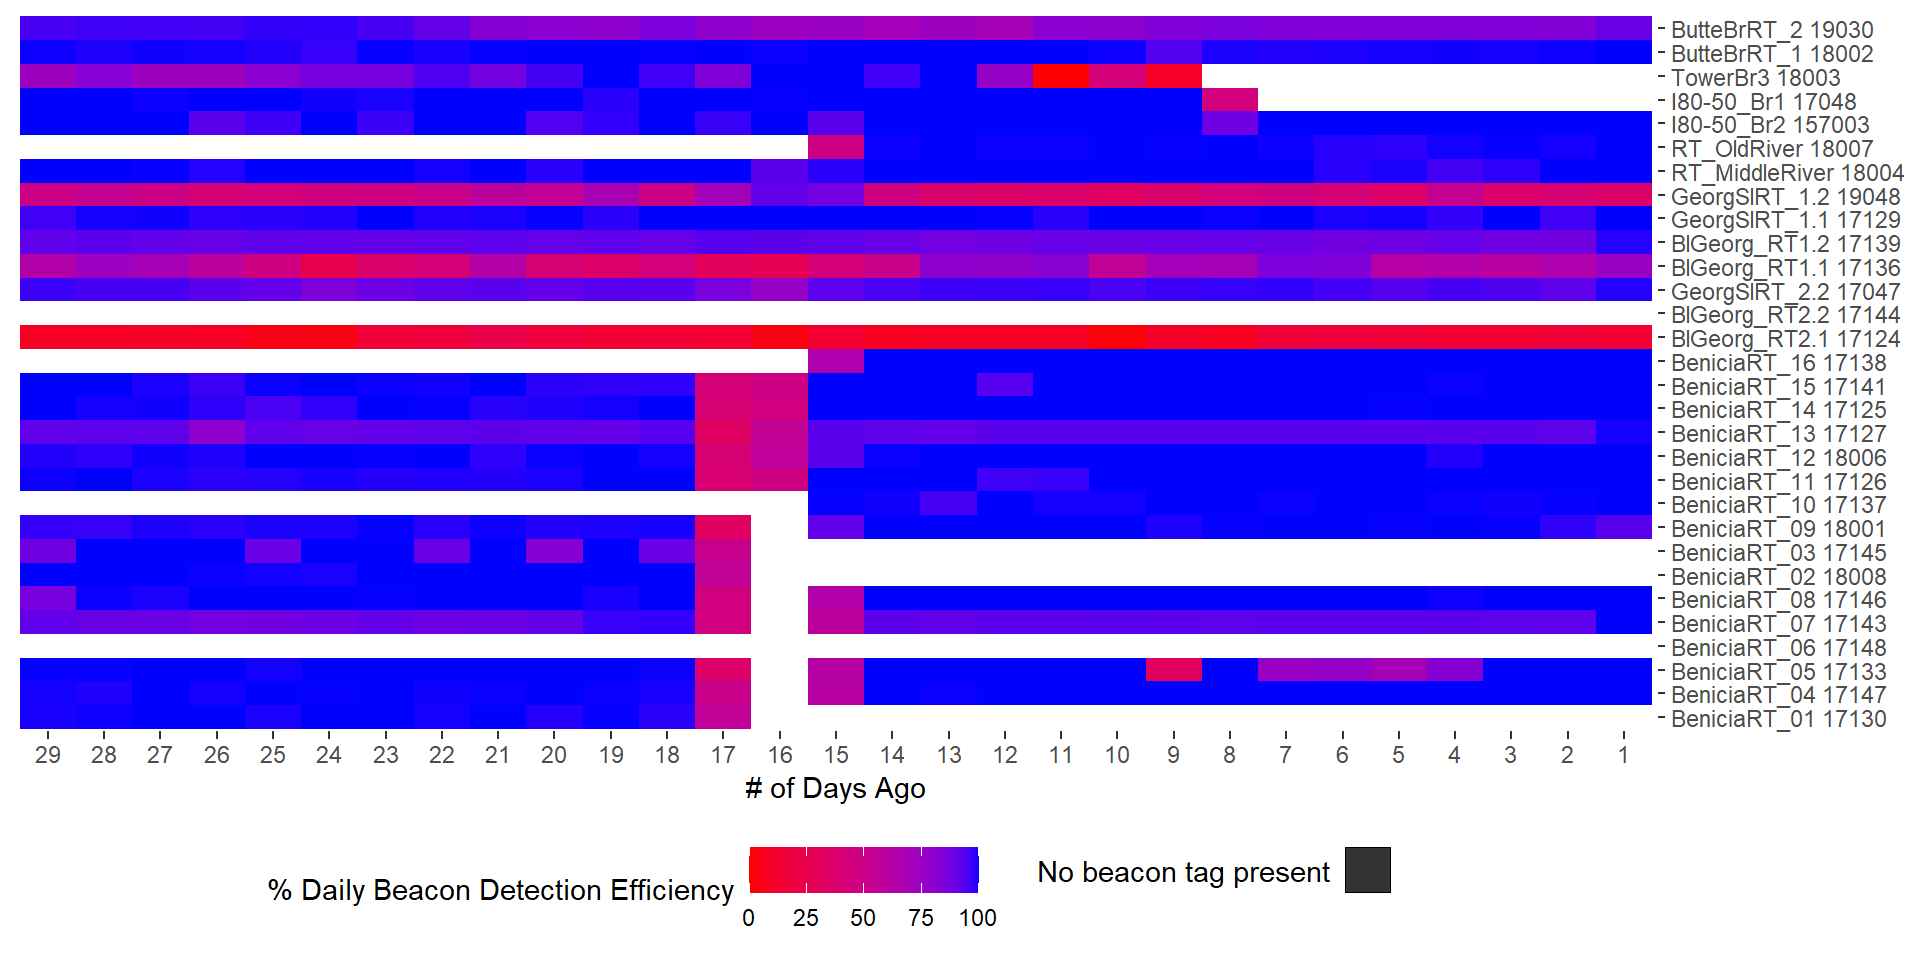 ButteBrRT_2 19030
ButteBrRT_1 18002
TowerBr3 18003
I80-50_Br1 17048
I80-50_Br2 157003
RT_OldRiver 18007
RT_MiddleRiver 18004
GeorgSlRT_1.2 19048
GeorgSlRT_1.1 17129
BlGeorg_RT1.2 17139
BlGeorg_RT1.1 17136
GeorgSlRT_2.2 17047
BlGeorg_RT2.2 17144
BlGeorg_RT2.1 17124
BeniciaRT_16 17138
BeniciaRT_15 17141
BeniciaRT_14 17125
BeniciaRT_13 17127
BeniciaRT_12 18006
BeniciaRT_11 17126
BeniciaRT_10 17137
BeniciaRT_09 18001
BeniciaRT_03 17145
BeniciaRT_02 18008
BeniciaRT_08 17146
BeniciaRT_07 17143
BeniciaRT_06 17148
BeniciaRT_05 17133
BeniciaRT_04 17147
BeniciaRT_01 17130
29 28 27 26 25 24 23 22 21 20 19 18 17 16 15 14 13 12 11 10 9 8 7 6 5 4 3 2 1
# of Days Ago
% Daily Beacon Detection Efficiency
0 25 50 75 100
No beacon tag present